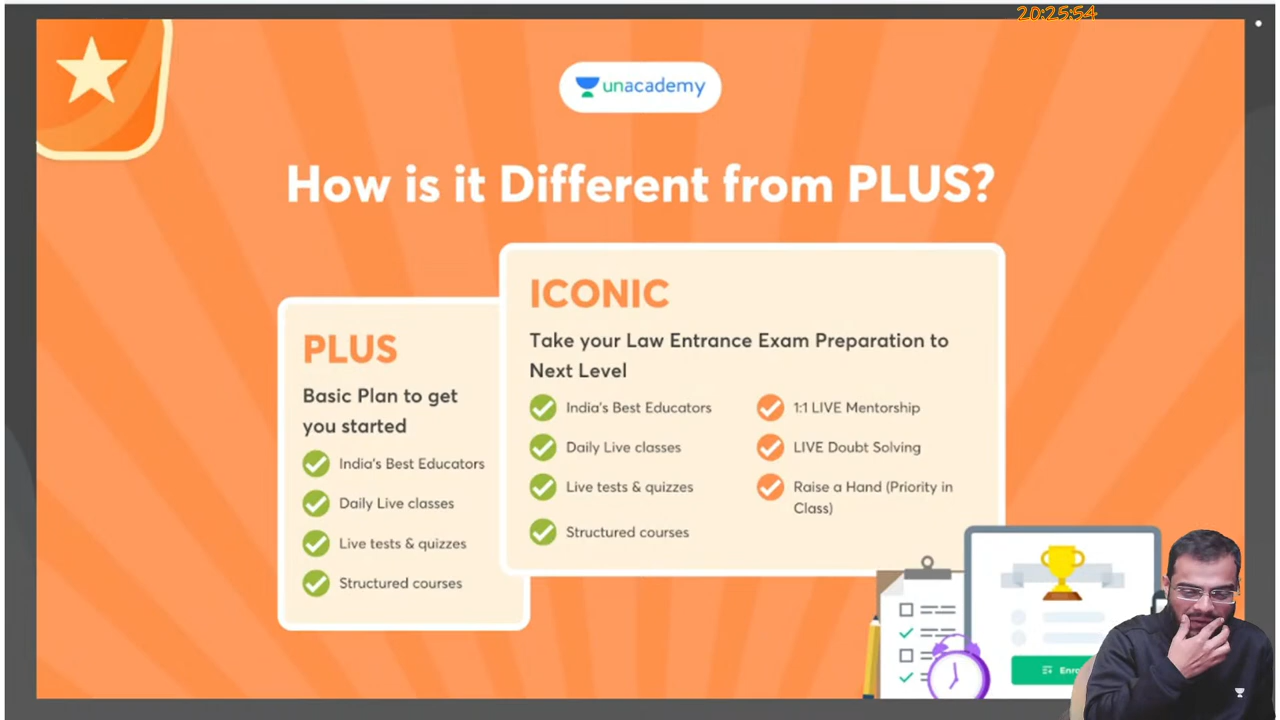 20:25:54
unacademy
How is it Different from PLUS?
PLUS
Basic Plan to get
you started
India's Best Educators
Daily Live classes
Live tests & quizzes
Structured courses
ICONIC
Take your Law Entrance Exam Preparation to
Next Level
India's Best Educators
Daily Live classes
Live tests & quizzes
Structured courses
1:1 LIVE Mentorship
LIVE Doubt Solving
Raise a Hand (Priority in
Class)